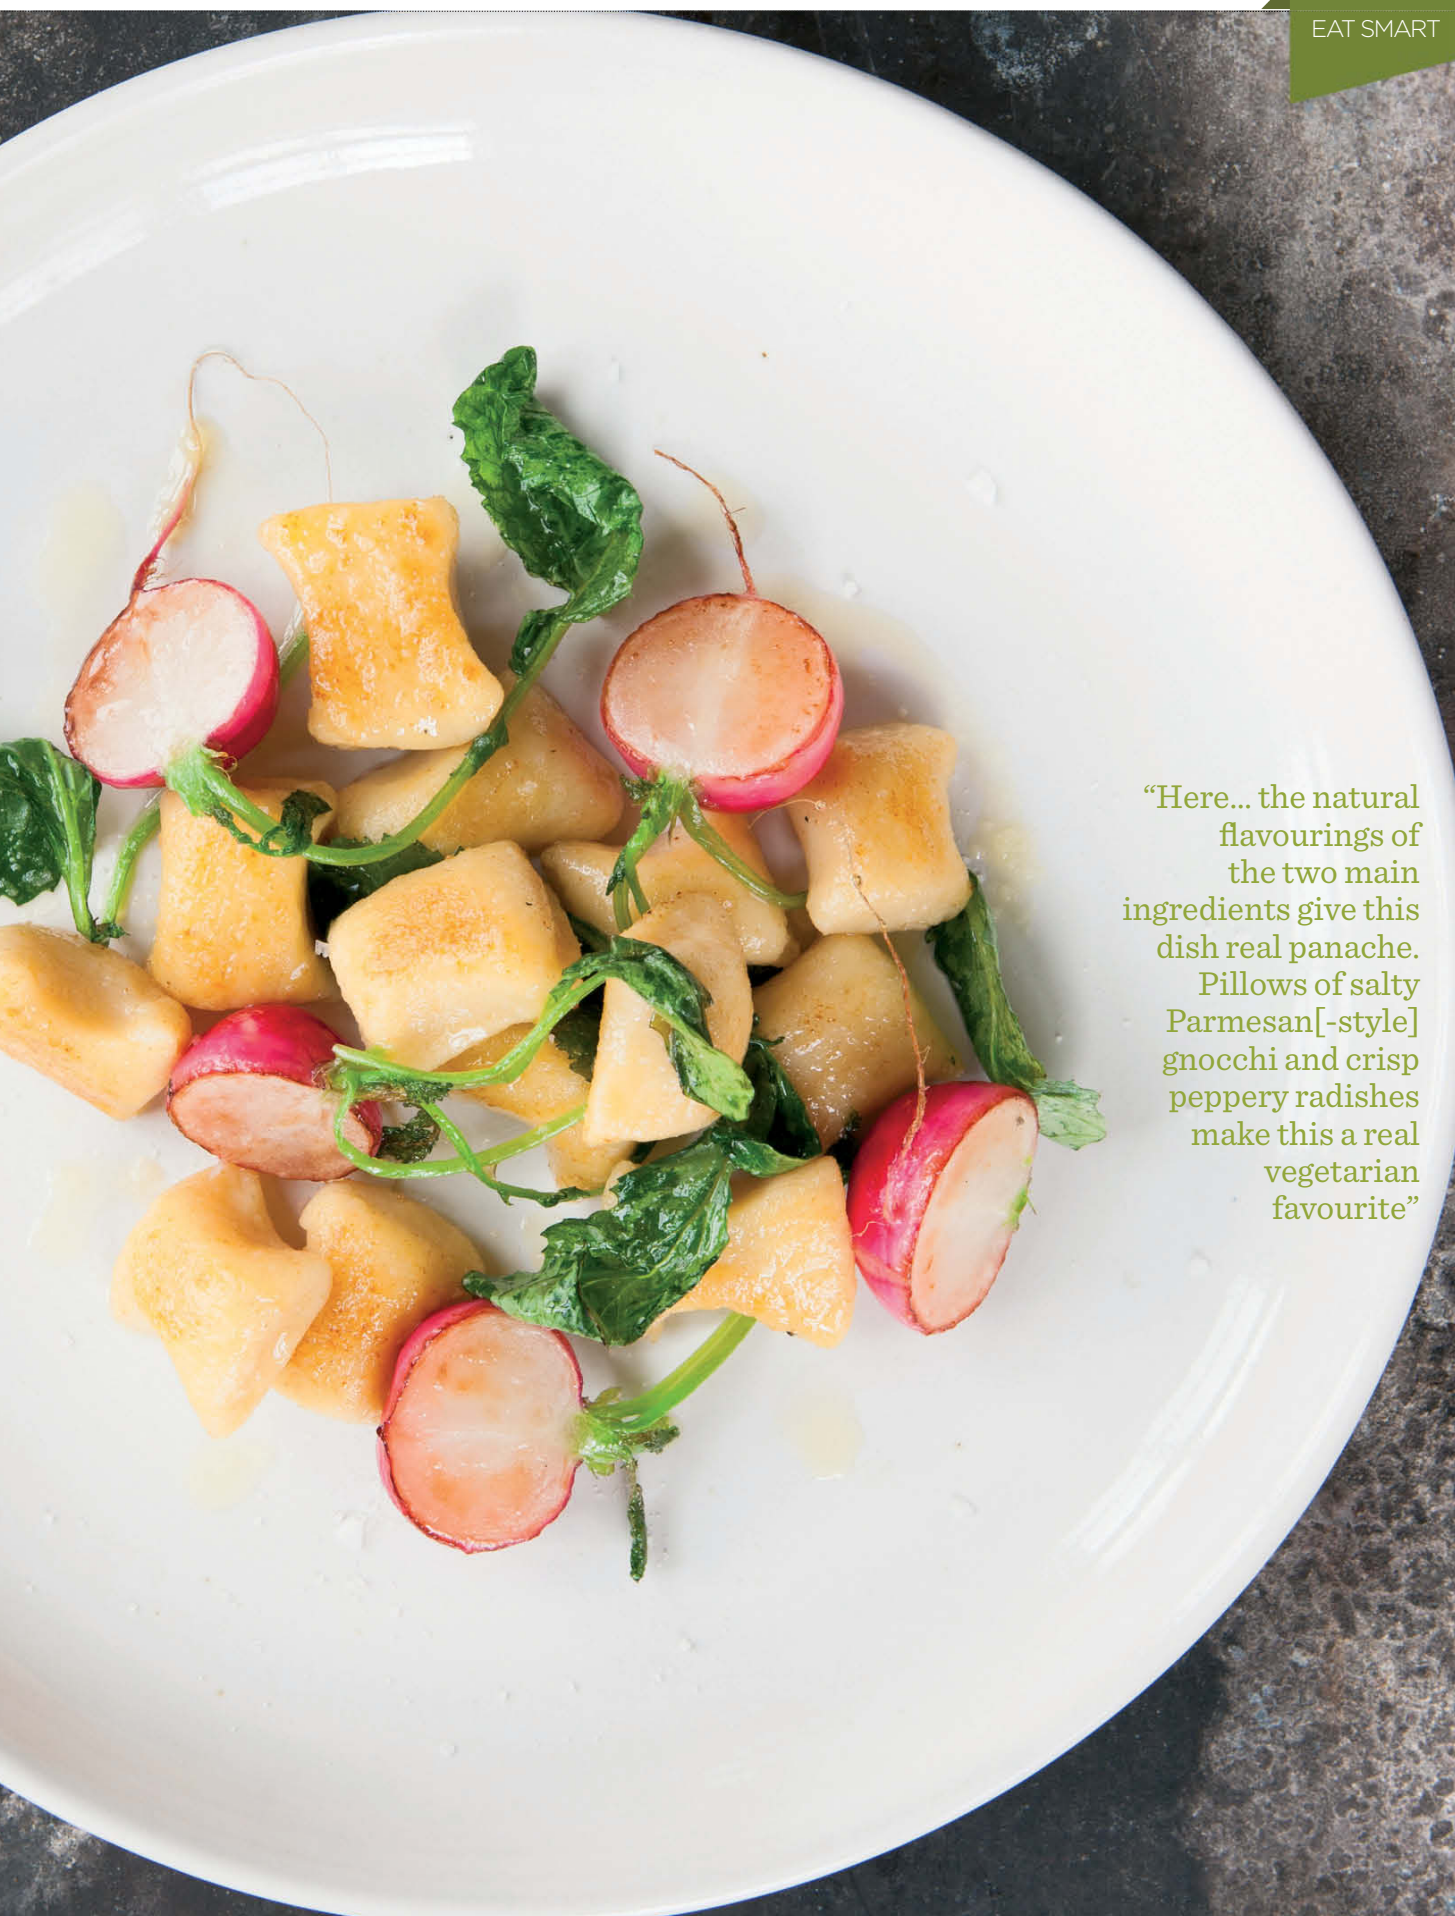 EAT SMART
“Here... the natural
flavourings of
the two main
ingredients give this
dish real panache.
Pillows of salty
Parmesan[-style]
gnocchi and crisp
peppery radishes
make this a real
vegetarian
favourite”